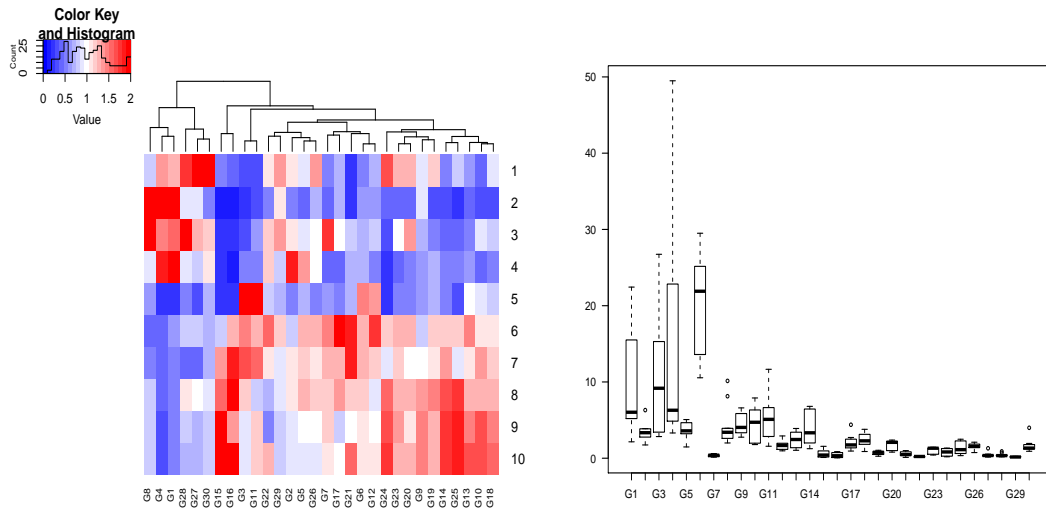 Color Key
and Histogram
Count
0 25
0 0.5 1 1.5 2
Value
1
2
3
4
5
6
7
8
9
10
G8 G4 G1 G28 G27 G30 G15 G16 G3 G11 G22 G29 G2 G5 G26 G7 G17 G21 G6 G12 G24 G23 G20 G9 G19 G14 G25 G13 G10 G18
50
40
30
20
10
0
G1 G3 G5 G7 G9 G11 G14 G17 G20 G23 G26 G29